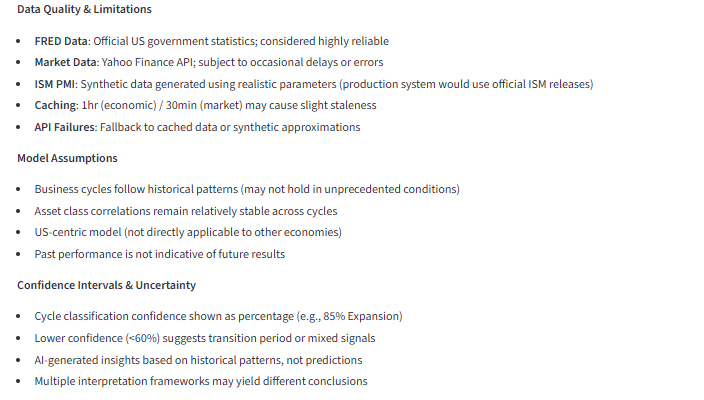 Data Quality & Limitations
• FRED Data: Official US government statistics; considered highly reliable
• Market Data: Yahoo Finance API; subject to occasional delays or errors
• ISM PMI: Synthetic data generated using realistic parameters (production system would use official ISM releases)
• Caching: 1hr (economic) / 30min (market) may cause slight staleness
• API Failures: Fallback to cached data or synthetic approximations
Model Assumptions
• Business cycles follow historical patterns (may not hold in unprecedented conditions)
• Asset class correlations remain relatively stable across cycles
• US-centric model (not directly applicable to other economies)
• Past performance is not indicative of future results
Confidence Intervals & Uncertainty
• Cycle classification confidence shown as percentage (e.g., 85% Expansion)
• Lower confidence (<60%) suggests transition period or mixed signals
• AI-generated insights based on historical patterns, not predictions
• Multiple interpretation frameworks may yield different conclusions